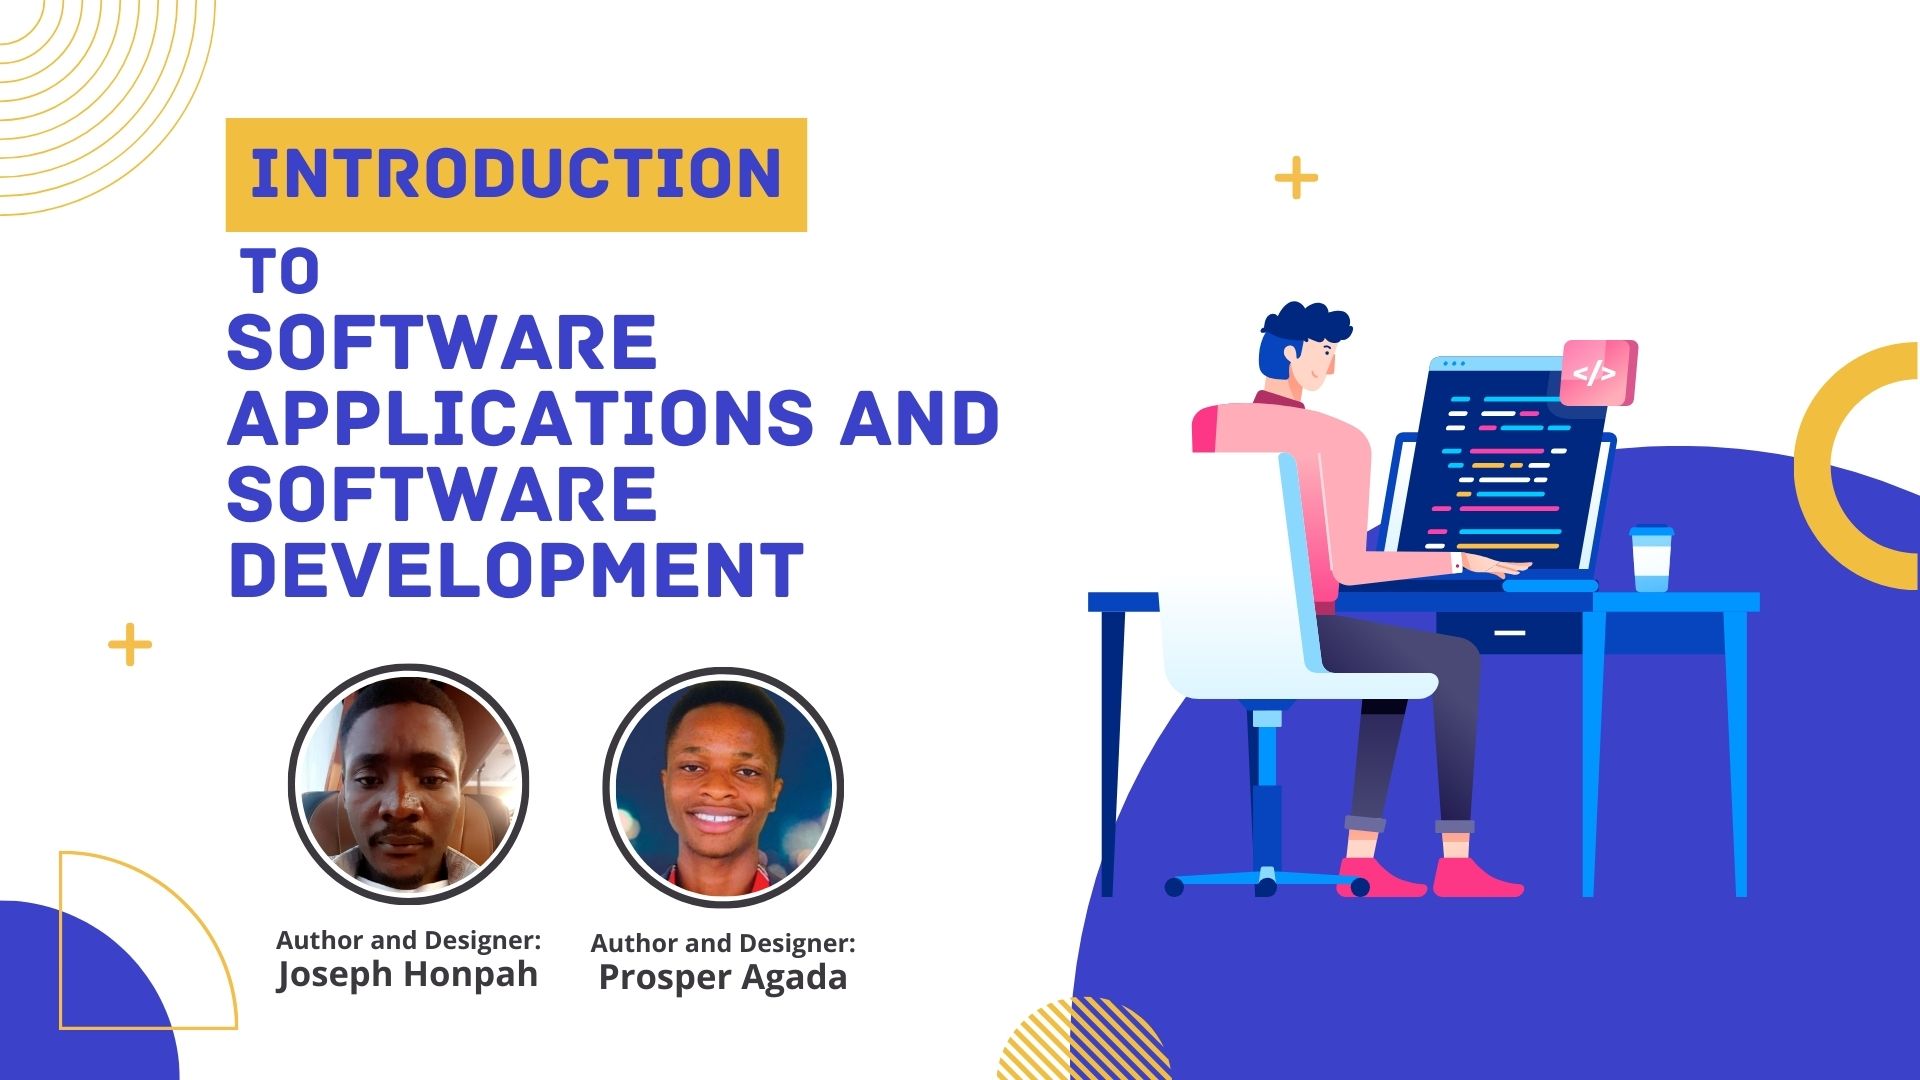 INTRODUCTION
TO
SOFTWARE
APPLICATIONS AND
SOFTWARE
DEVELOPMENT
</>
Author and Designer:
Joseph Honpah
Author and Designer:
Prosper Agada